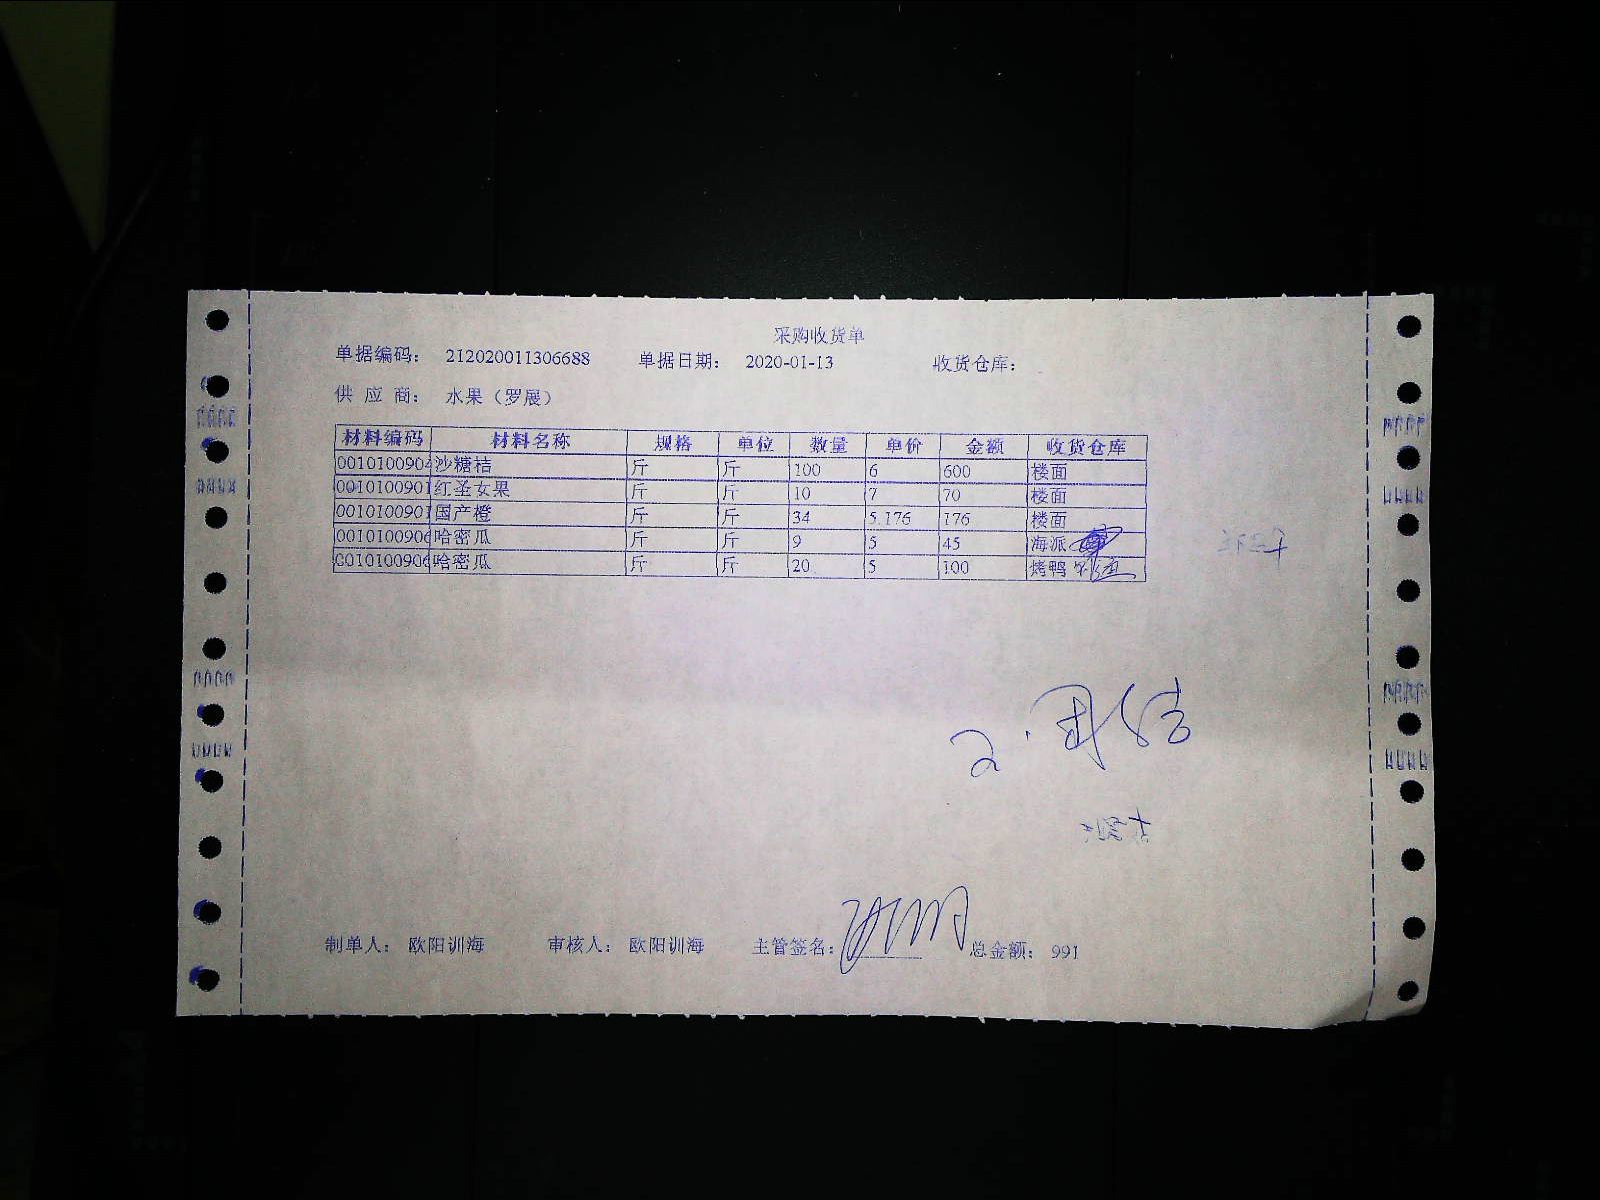 采购收货单
单据编码： 212020011306688 单据日期： 2020-01-13 收货仓库：
供 应 商： 水果（罗展）
材料编码 材料名称 规格 单位 数量 单价 金额 收货仓库
0010100904 沙糖桔 斤 斤 100 6 600 楼面
0010100901 红圣女果 斤 斤 10 7 70 楼面
0010100901 国产橙 斤 斤 34 5.176 176 楼面
0010100906 哈密瓜 斤 斤 9 5 45 海派
0010100906 哈密瓜 斤 斤 20 5 100 烤鸭
制单人： 欧阳训海 审核人： 欧阳训海 主管签名： 总金额： 991